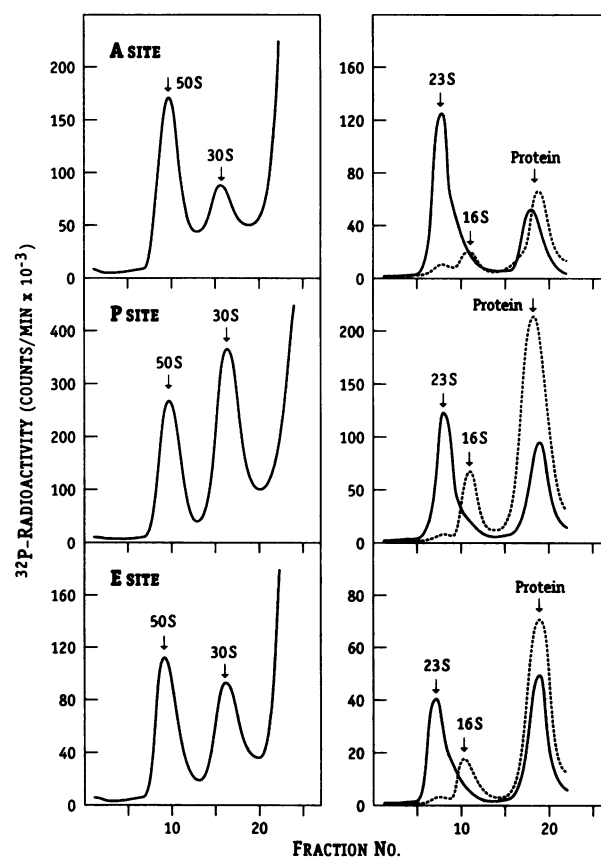 A SITE
50S
30S
200
150
100
50
0
160
120
80
40
0
23S
16S
Protein
P SITE
50S
30S
400
300
200
100
0
200
150
100
50
0
23S
16S
Protein
E SITE
50S
30S
160
120
80
40
0
80
60
40
20
0
23S
16S
Protein
10 20
10 20
³²P-RADIOACTIVITY (COUNTS/MIN x 10⁻³)
FRACTION NO.